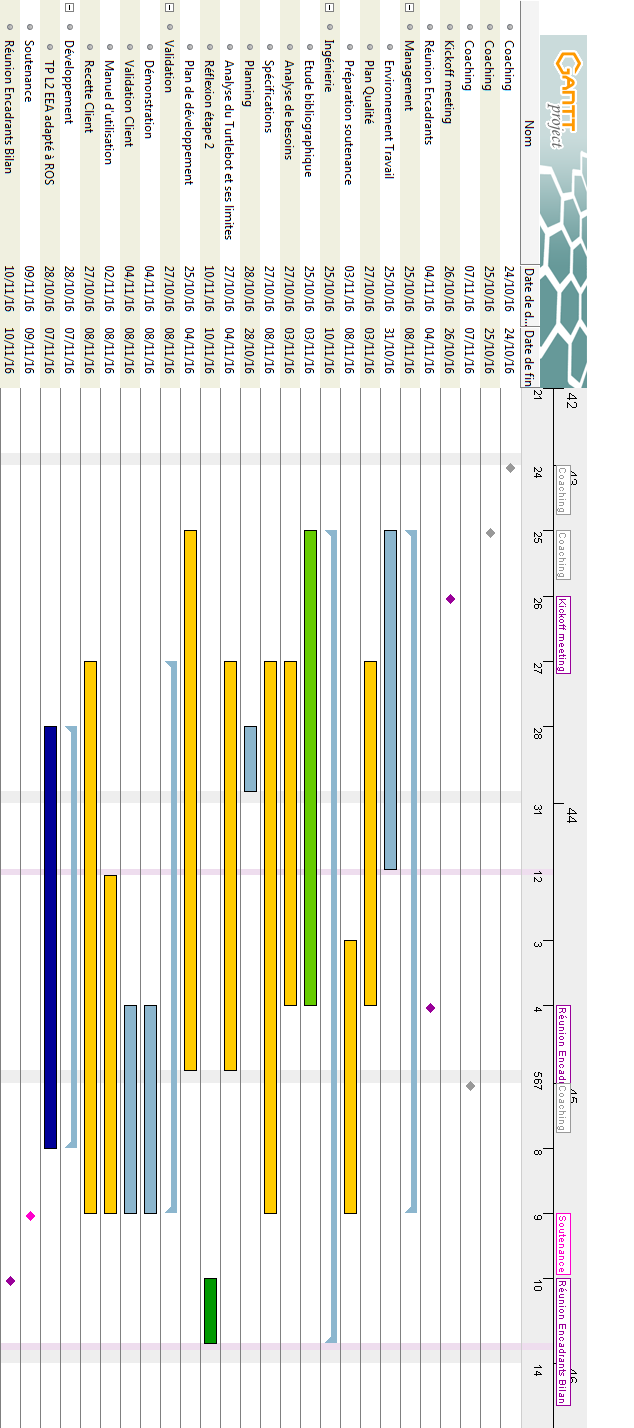 GANTT
project
Nom Date de d... Date de fin
Coaching 24/10/16 24/10/16
Coaching 25/10/16 25/10/16
Kickoff meeting 26/10/16 26/10/16
Coaching 07/11/16 07/11/16
Réunion Encadrants 04/11/16 04/11/16
Management 25/10/16 08/11/16
Environnement Travail 25/10/16 31/10/16
Plan Qualité 27/10/16 03/11/16
Préparation soutenance 03/11/16 08/11/16
Ingénierie 25/10/16 10/11/16
Etude bibliographique 25/10/16 03/11/16
Analyse de besoins 27/10/16 03/11/16
Spécifications 27/10/16 08/11/16
Planning 28/10/16 28/10/16
Analyse du Turtlebot et ses limites 27/10/16 04/11/16
Réflexion étape 2 10/11/16 10/11/16
Plan de développement 25/10/16 04/11/16
Validation 27/10/16 08/11/16
Démonstration 04/11/16 08/11/16
Validation Client 04/11/16 08/11/16
Manuel d'utilisation 02/11/16 08/11/16
Recette Client 27/10/16 08/11/16
Développement 28/10/16 07/11/16
TP L2 EEA adapté à ROS 28/10/16 07/11/16
Soutenance 09/11/16 09/11/16
Réunion Encadrants Bilan 10/11/16 10/11/16
42 44
Coaching Coaching Kickoff meeting Réunion Encad Coaching Soutenance Réunion Encadrants Bilan
21 24 25 26 27 28 31 1 2 3 4 5 6 7 8 9 10 14